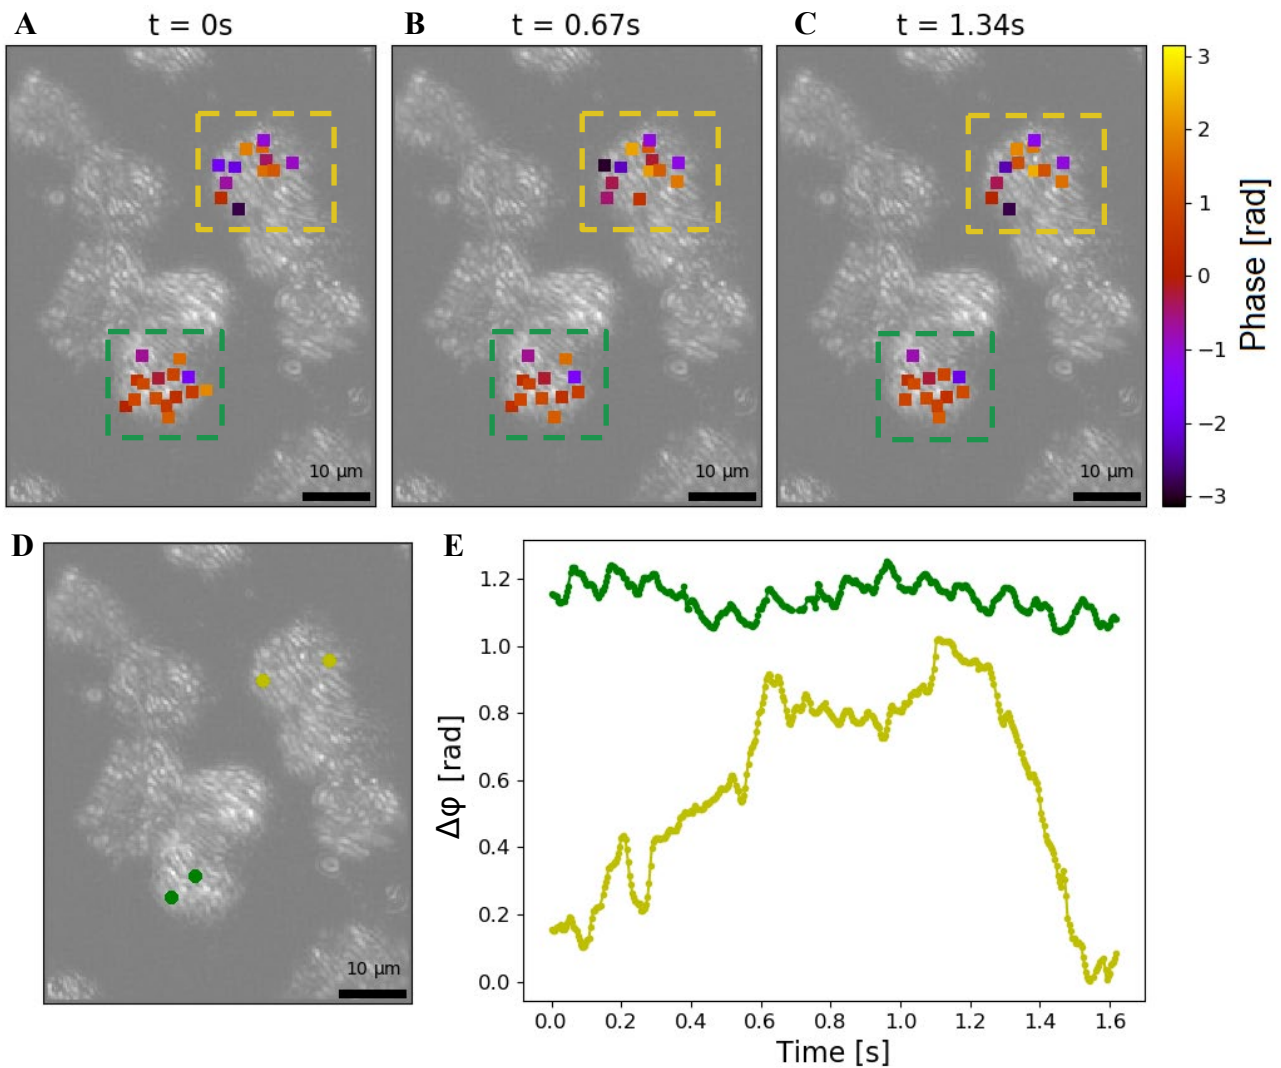 A t = 0s B t = 0.67s C t = 1.34s
3
2
1
0
−1
−2
−3
Phase [rad]
10 μm 10 μm 10 μm
D E
1.2
1.0
0.8
0.6
0.4
0.2
0.0
Δφ [rad]
10 μm
0.0 0.2 0.4 0.6 0.8 1.0 1.2 1.4 1.6
Time [s]